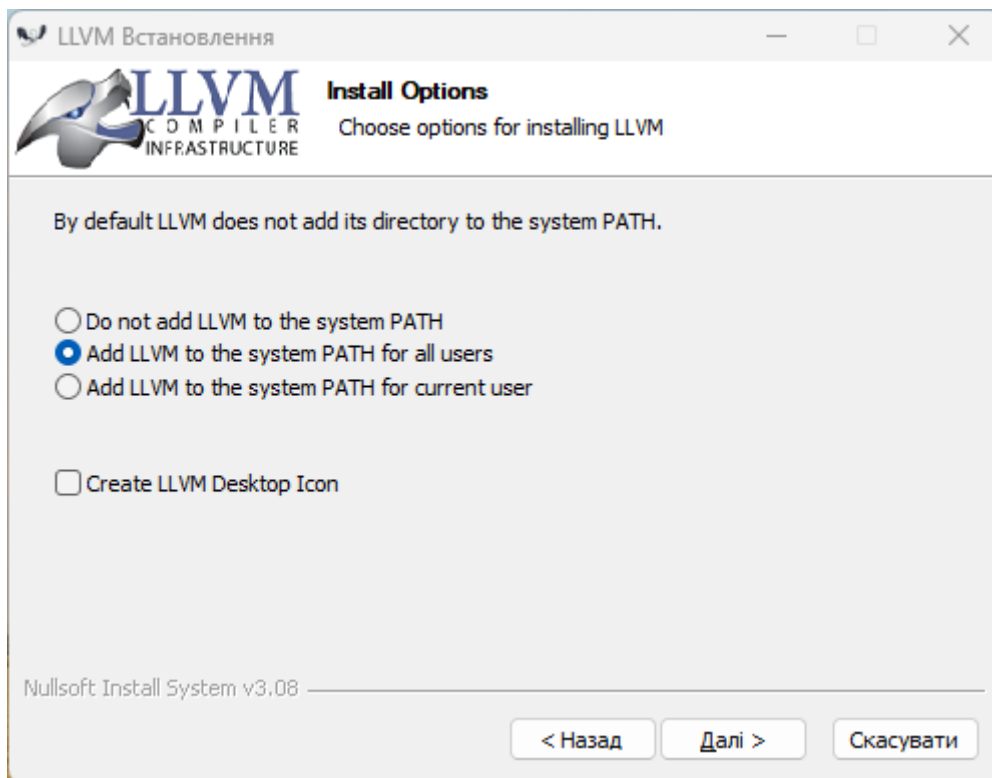 LLVM Встановлення
LLVM
COMPILER
INFRASTRUCTURE
Install Options
Choose options for installing LLVM
By default LLVM does not add its directory to the system PATH.
Do not add LLVM to the system PATH
Add LLVM to the system PATH for all users
Add LLVM to the system PATH for current user
Create LLVM Desktop Icon
Nullsoft Install System v3.08
< Назад
Далі >
Скасувати